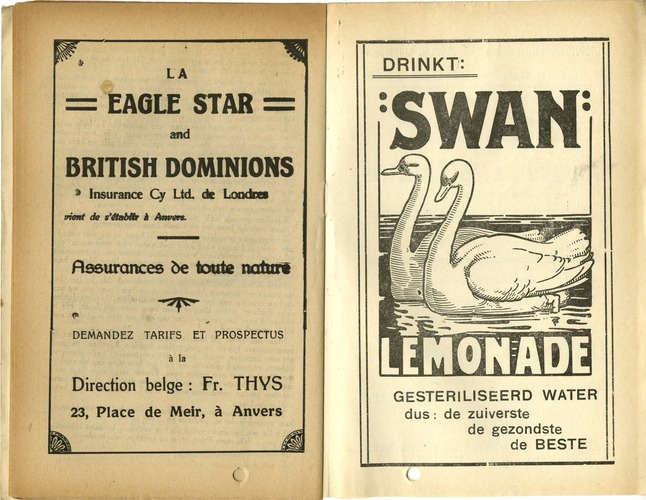 LA
EAGLE STAR
and
BRITISH DOMINIONS
Insurance Cy Ltd. de Londres
vient de s'établir à Anvers.
Assurances de toute nature
DEMANDEZ TARIFS ET PROSPECTUS
à la
Direction belge : Fr. THYS
23, Place de Meir, à Anvers
DRINKT:
:SWAN:
LEMONADE
GESTERILISEERD WATER
dus : de zuiverste
de gezondste
de BESTE